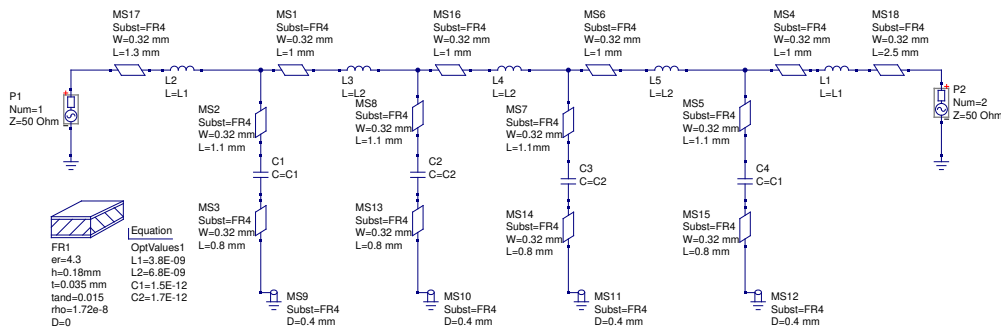 MS17
Subst=FR4
W=0.32 mm
L=1.3 mm
MS1
Subst=FR4
W=0.32 mm
L=1 mm
MS16
Subst=FR4
W=0.32 mm
L=1 mm
MS6
Subst=FR4
W=0.32 mm
L=1 mm
MS4
Subst=FR4
W=0.32 mm
L=1 mm
MS18
Subst=FR4
W=0.32 mm
L=2.5 mm
L2
L=L1
L3
L=L2
L4
L=L2
L5
L=L2
L1
L=L1
P1
Num=1
Z=50 Ohm
P2
Num=2
Z=50 Ohm
MS2
Subst=FR4
W=0.32 mm
L=1.1 mm
MS8
Subst=FR4
W=0.32 mm
L=1.1 mm
MS7
Subst=FR4
W=0.32 mm
L=1.1mm
MS5
Subst=FR4
W=0.32 mm
L=1.1 mm
C1
C=C1
C2
C=C2
C3
C=C2
C4
C=C1
MS3
Subst=FR4
W=0.32 mm
L=0.8 mm
MS13
Subst=FR4
W=0.32 mm
L=0.8 mm
MS14
Subst=FR4
W=0.32 mm
L=0.8 mm
MS15
Subst=FR4
W=0.32 mm
L=0.8 mm
FR1
er=4.3
h=0.18mm
t=0.035 mm
tand=0.015
rho=1.72e-8
D=0
Equation
OptValues1
L1=3.8E-09
L2=6.8E-09
C1=1.5E-12
C2=1.7E-12
MS9
Subst=FR4
D=0.4 mm
MS10
Subst=FR4
D=0.4 mm
MS11
Subst=FR4
D=0.4 mm
MS12
Subst=FR4
D=0.4 mm